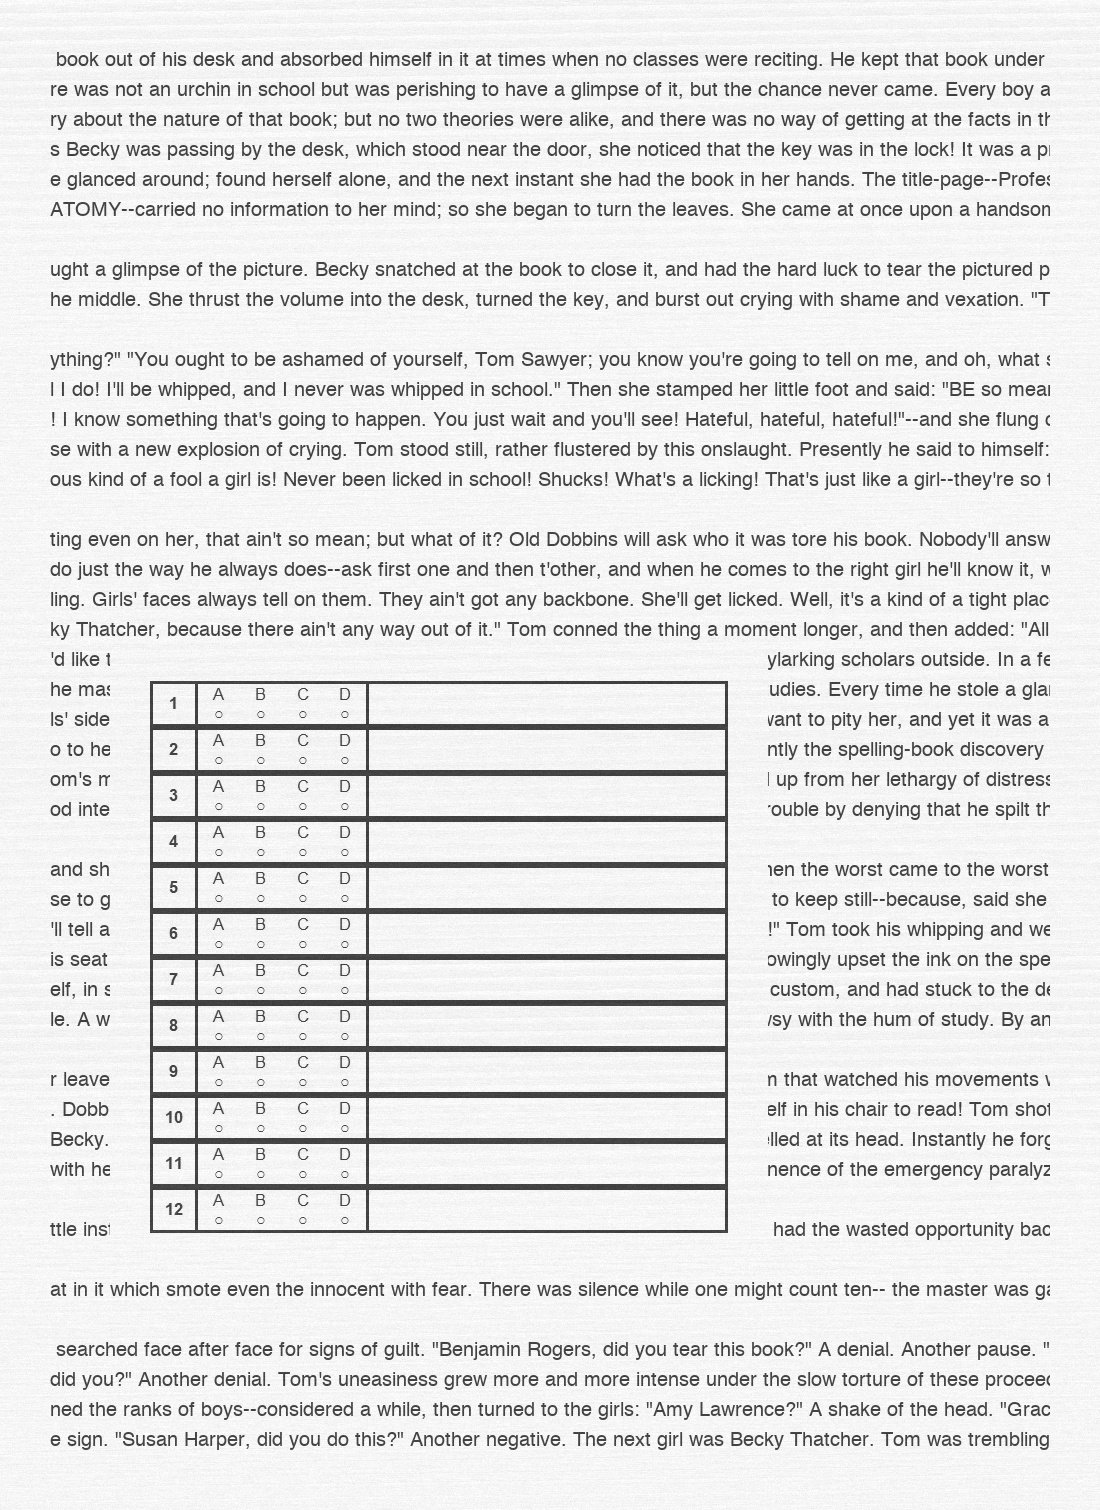 book out of his desk and absorbed himself in it at times when no classes were reciting. He kept that book under
re was not an urchin in school but was perishing to have a glimpse of it, but the chance never came. Every boy a
ry about the nature of that book; but no two theories were alike, and there was no way of getting at the facts in
s Becky was passing by the desk, which stood near the door, she noticed that the key was in the lock! It was a
e glanced around; found herself alone, and the next instant she had the book in her hands. The title-page--Profes
ATOMY--carried no information to her mind; so she began to turn the leaves. She came at once upon a handsom
ught a glimpse of the picture. Becky snatched at the book to close it, and had the hard luck to tear the pictured p
he middle. She thrust the volume into the desk, turned the key, and burst out crying with shame and vexation. "T
ything?" "You ought to be ashamed of yourself, Tom Sawyer; you know you're going to tell on me, and oh, what
l I do! I'll be whipped, and I never was whipped in school." Then she stamped her little foot and said: "BE so mean
! I know something that's going to happen. You just wait and you'll see! Hateful, hateful, hateful!"--and she flung
se with a new explosion of crying. Tom stood still, rather flustered by this onslaught. Presently he said to himself:
ous kind of a fool a girl is! Never been licked in school! Shucks! What's a licking! That's just like a girl--they're so
ting even on her, that ain't so mean; but what of it? Old Dobbins will ask who it was tore his book. Nobody'll answ
do just the way he always does--ask first one and then t'other, and when he comes to the right girl he'll know it,
ling. Girls' faces always tell on them. They ain't got any backbone. She'll get licked. Well, it's a kind of a tight plac
ky Thatcher, because there ain't any way out of it." Tom conned the thing a moment longer, and then added: "All
'd like ylarking scholars outside. In a fe
he mas udies. Every time he stole a glan
ls' side want to pity her, and yet it was a
o to he ntly the spelling-book discovery
om's m up from her lethargy of distress
od inte rouble by denying that he spilt th
and sh hen the worst came to the worst
se to g to keep still--because, said she
'll tell a !" Tom took his whipping and we
is seat owingly upset the ink on the spe
elf, in custom, and had stuck to the de
le. A w wsy with the hum of study. By an
r leave m that watched his movements
. Dobb elf in his chair to read! Tom shot
Becky. lled at its head. Instantly he forg
with he nence of the emergency paralyz
ttle inst had the wasted opportunity bac
1 A B C D
2 A B C D
3 A B C D
4 A B C D
5 A B C D
6 A B C D
7 A B C D
8 A B C D
9 A B C D
10 A B C D
11 A B C D
12 A B C D
at in it which smote even the innocent with fear. There was silence while one might count ten-- the master was ga
searched face after face for signs of guilt. "Benjamin Rogers, did you tear this book?" A denial. Another pause. "
did you?" Another denial. Tom's uneasiness grew more and more intense under the slow torture of these proceed
ned the ranks of boys--considered a while, then turned to the girls: "Amy Lawrence?" A shake of the head. "Grac
e sign. "Susan Harper, did you do this?" Another negative. The next girl was Becky Thatcher. Tom was trembling